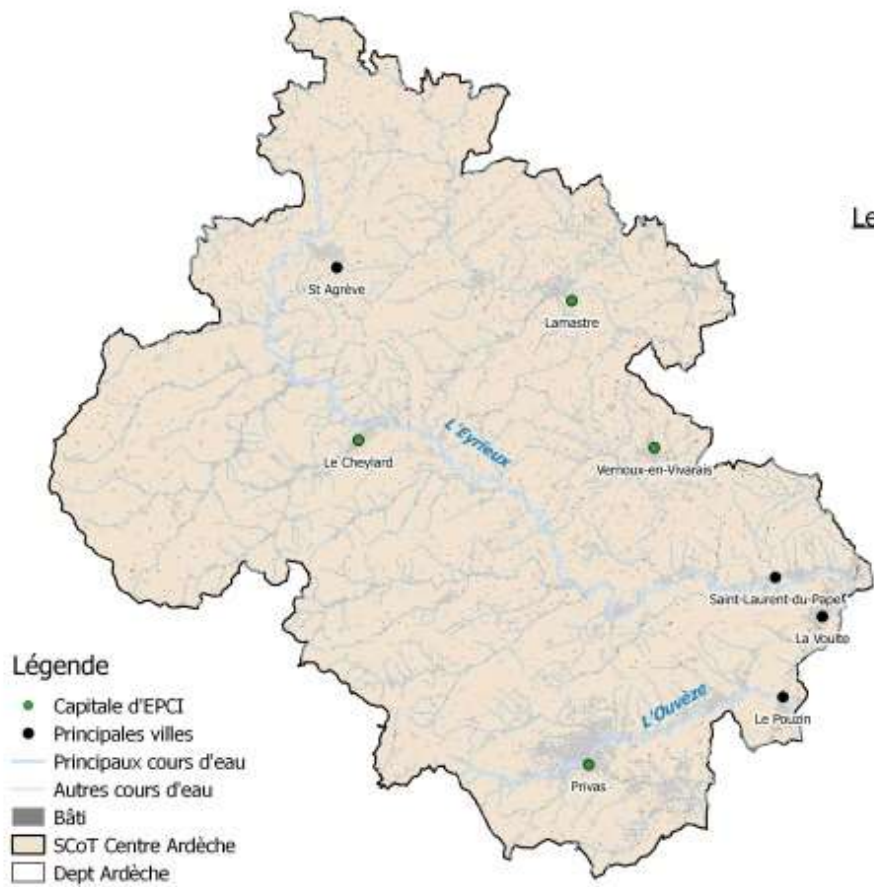 Le
St Agrève
Lamastre
L'Eyrieux
Le Cheylard
Vernoux-en-Vivarais
Saint-Laurent-du-Pape
La Voulte
L'Ouvèze
Le Pouzin
Privas
Légende
Capitale d'EPCI
Principales villes
Principaux cours d'eau
Autres cours d'eau
Bâti
SCoT Centre Ardèche
Dept Ardèche